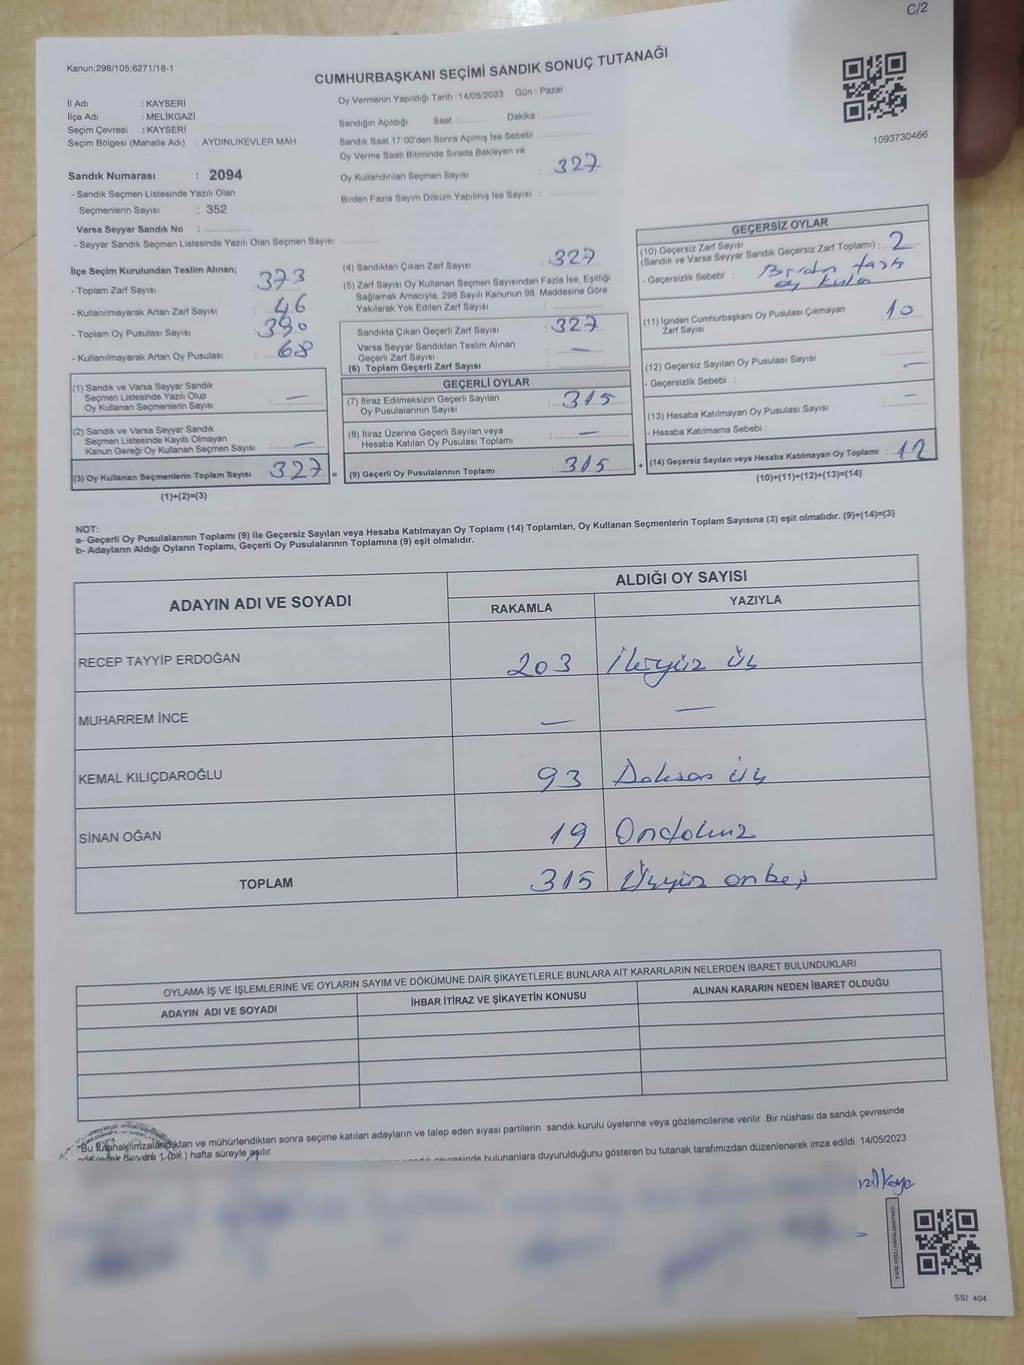 C/2
Kanun;298/105;6271/18-1
CUMHURBAŞKANI SEÇİMİ SANDIK SONUÇ TUTANAĞI
1093730466
İl Adı : KAYSERİ
İlçe Adı : MELİKGAZİ
Seçim Çevresi : KAYSERİ
Seçim Bölgesi (Mahalle Adı) : AYDINLIKEVLER MAH.
Sandık Numarası : 2094
- Sandık Seçmen Listesinde Yazılı Olan
Seçmenlerin Sayısı : 352
Varsa Seyyar Sandık No :
- Seyyar Sandık Seçmen Listesinde Yazılı Olan Seçmen Sayısı:
Oy Vermenin Yapıldığı Tarih :14/05/2023 Gün : Pazar
Sandığın Açıldığı Saat Dakika :
Sandık Saat 17:00'den Sonra Açımış İse Sebebi :
Oy Verme Saati Bitiminde Sırada Bekleyen ve
Oy Kullandırılan Seçmen Sayısı : 327
Birden Fazla Sayım Döküm Yapılmış İse Sayısı :
İlçe Seçim Kurulundan Teslim Alınan;
- Toplam Zarf Sayısı : 373
- Kullanılmayarak Artan Zarf Sayısı : 46
- Toplam Oy Pusulası Sayısı : 390
- Kullanılmayarak Artan Oy Pusulası : 68
(1) Sandık ve Varsa Seyyar Sandık
Seçmen Listesinde Yazılı Olup
Oy Kullanan Seçmenlerin Sayısı : —
(2) Sandık ve Varsa Seyyar Sandık
Seçmen Listesinde Kayıtlı Olmayan
Kanun Gereği Oy Kullanan Seçmen Sayısı : —
(3) Oy Kullanan Seçmenlerin Toplam Sayısı 327 =
(1)+(2)=(3)
(4) Sandıktan Çıkan Zarf Sayısı : 327
(5) Zarf Sayısı Oy Kullanan Seçmen Sayısından Fazla İse, Eşitliği
Sağlamak Amacıyla; 298 Sayılı Kanunun 98. Maddesine Göre
Yakılarak Yok Edilen Zarf Sayısı :
Sandıkta Çıkan Geçerli Zarf Sayısı : 327
Varsa Seyyar Sandıktan Teslim Alınan
Geçerli Zarf Sayısı : —
(6) Toplam Geçerli Zarf Sayısı
GEÇERLİ OYLAR
(7) İtiraz Edilmeksizin Geçerli Sayılan
Oy Pusulalarının Sayısı : 315
(8) İtiraz Üzerine Geçerli Sayılan veya
Hesaba Katılan Oy Pusulası Toplamı : —
(9) Geçerli Oy Pusulalarının Toplamı : 315 +
GEÇERSİZ OYLAR
(10) Geçersiz Zarf Sayısı
(Sandık ve Varsa Seyyar Sandık Geçersiz Zarf Toplamı) : 2
- Geçersizlik Sebebi : Birden fazla
oy kulla
(11) İçinden Cumhurbaşkanı Oy Pusulası Çıkmayan
Zarf Sayısı 10
(12) Geçersiz Sayılan Oy Pusulası Sayısı : —
- Geçersizlik Sebebi :
(13) Hesaba Katılmayan Oy Pusulası Sayısı : —
- Hesaba Katılmama Sebebi :
(14) Geçersiz Sayılan veya Hesaba Katılmayan Oy Toplamı : 12
(10)+(11)+(12)+(13)=(14)
NOT:
a- Geçerli Oy Pusulalarının Toplamı (9) ile Geçersiz Sayılan veya Hesaba Katılmayan Oy Toplamı (14) Toplamları, Oy Kullanan Seçmenlerin Toplam Sayısına (3) eşit olmalıdır. (9)+(14)=(3)
b- Adayların Aldığı Oyların Toplamı, Geçerli Oy Pusulalarının Toplamına (9) eşit olmalıdır.
ADAYIN ADI VE SOYADI
ALDIĞI OY SAYISI
RAKAMLA YAZIYLA
RECEP TAYYİP ERDOĞAN 203 İkiyüz üç
MUHARREM İNCE — —
KEMAL KILIÇDAROĞLU 93 Doksan üç
SİNAN OĞAN 19 Ondokuz
TOPLAM 315 Üçyüz onbeş
OYLAMA İŞ VE İŞLEMLERİNE VE OYLARIN SAYIM VE DÖKÜMÜNE DAİR ŞİKAYETLERLE BUNLARA AİT KARARLARIN NELERDEN İBARET BULUNDUKLARI
ADAYIN ADI VE SOYADI İHBAR İTİRAZ VE ŞİKAYETİN KONUSU ALINAN KARARIN NEDEN İBARET OLDUĞU
"Bu tutanak imzalandıktan ve mühürlendikten sonra seçime katılan adayların ve talep eden siyasi partilerin sandık kurulu üyelerine veya gözlemcilerine verilir .Bir nüshası da sandık çevresinde
1 (bir) hafta süreyle asılır.
sandık çevresinde bulunanlara duyurulduğunu gösteren bu tutanak tarafımızdan düzenlenerek imza edildi. 14/05/2023
SSI 404